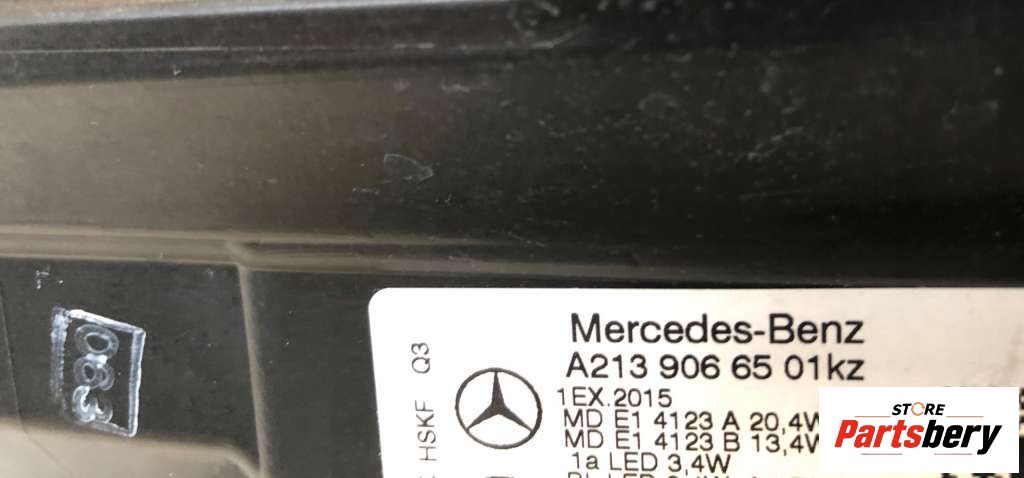 Mercedes-Benz
A213 906 65 01kz
1EX.2015
MD E1 4123 A 20,4W
MD E1 4123 B 13,4W
1a LED 3,4W
HSKF Q3
083
STORE
Partsbery